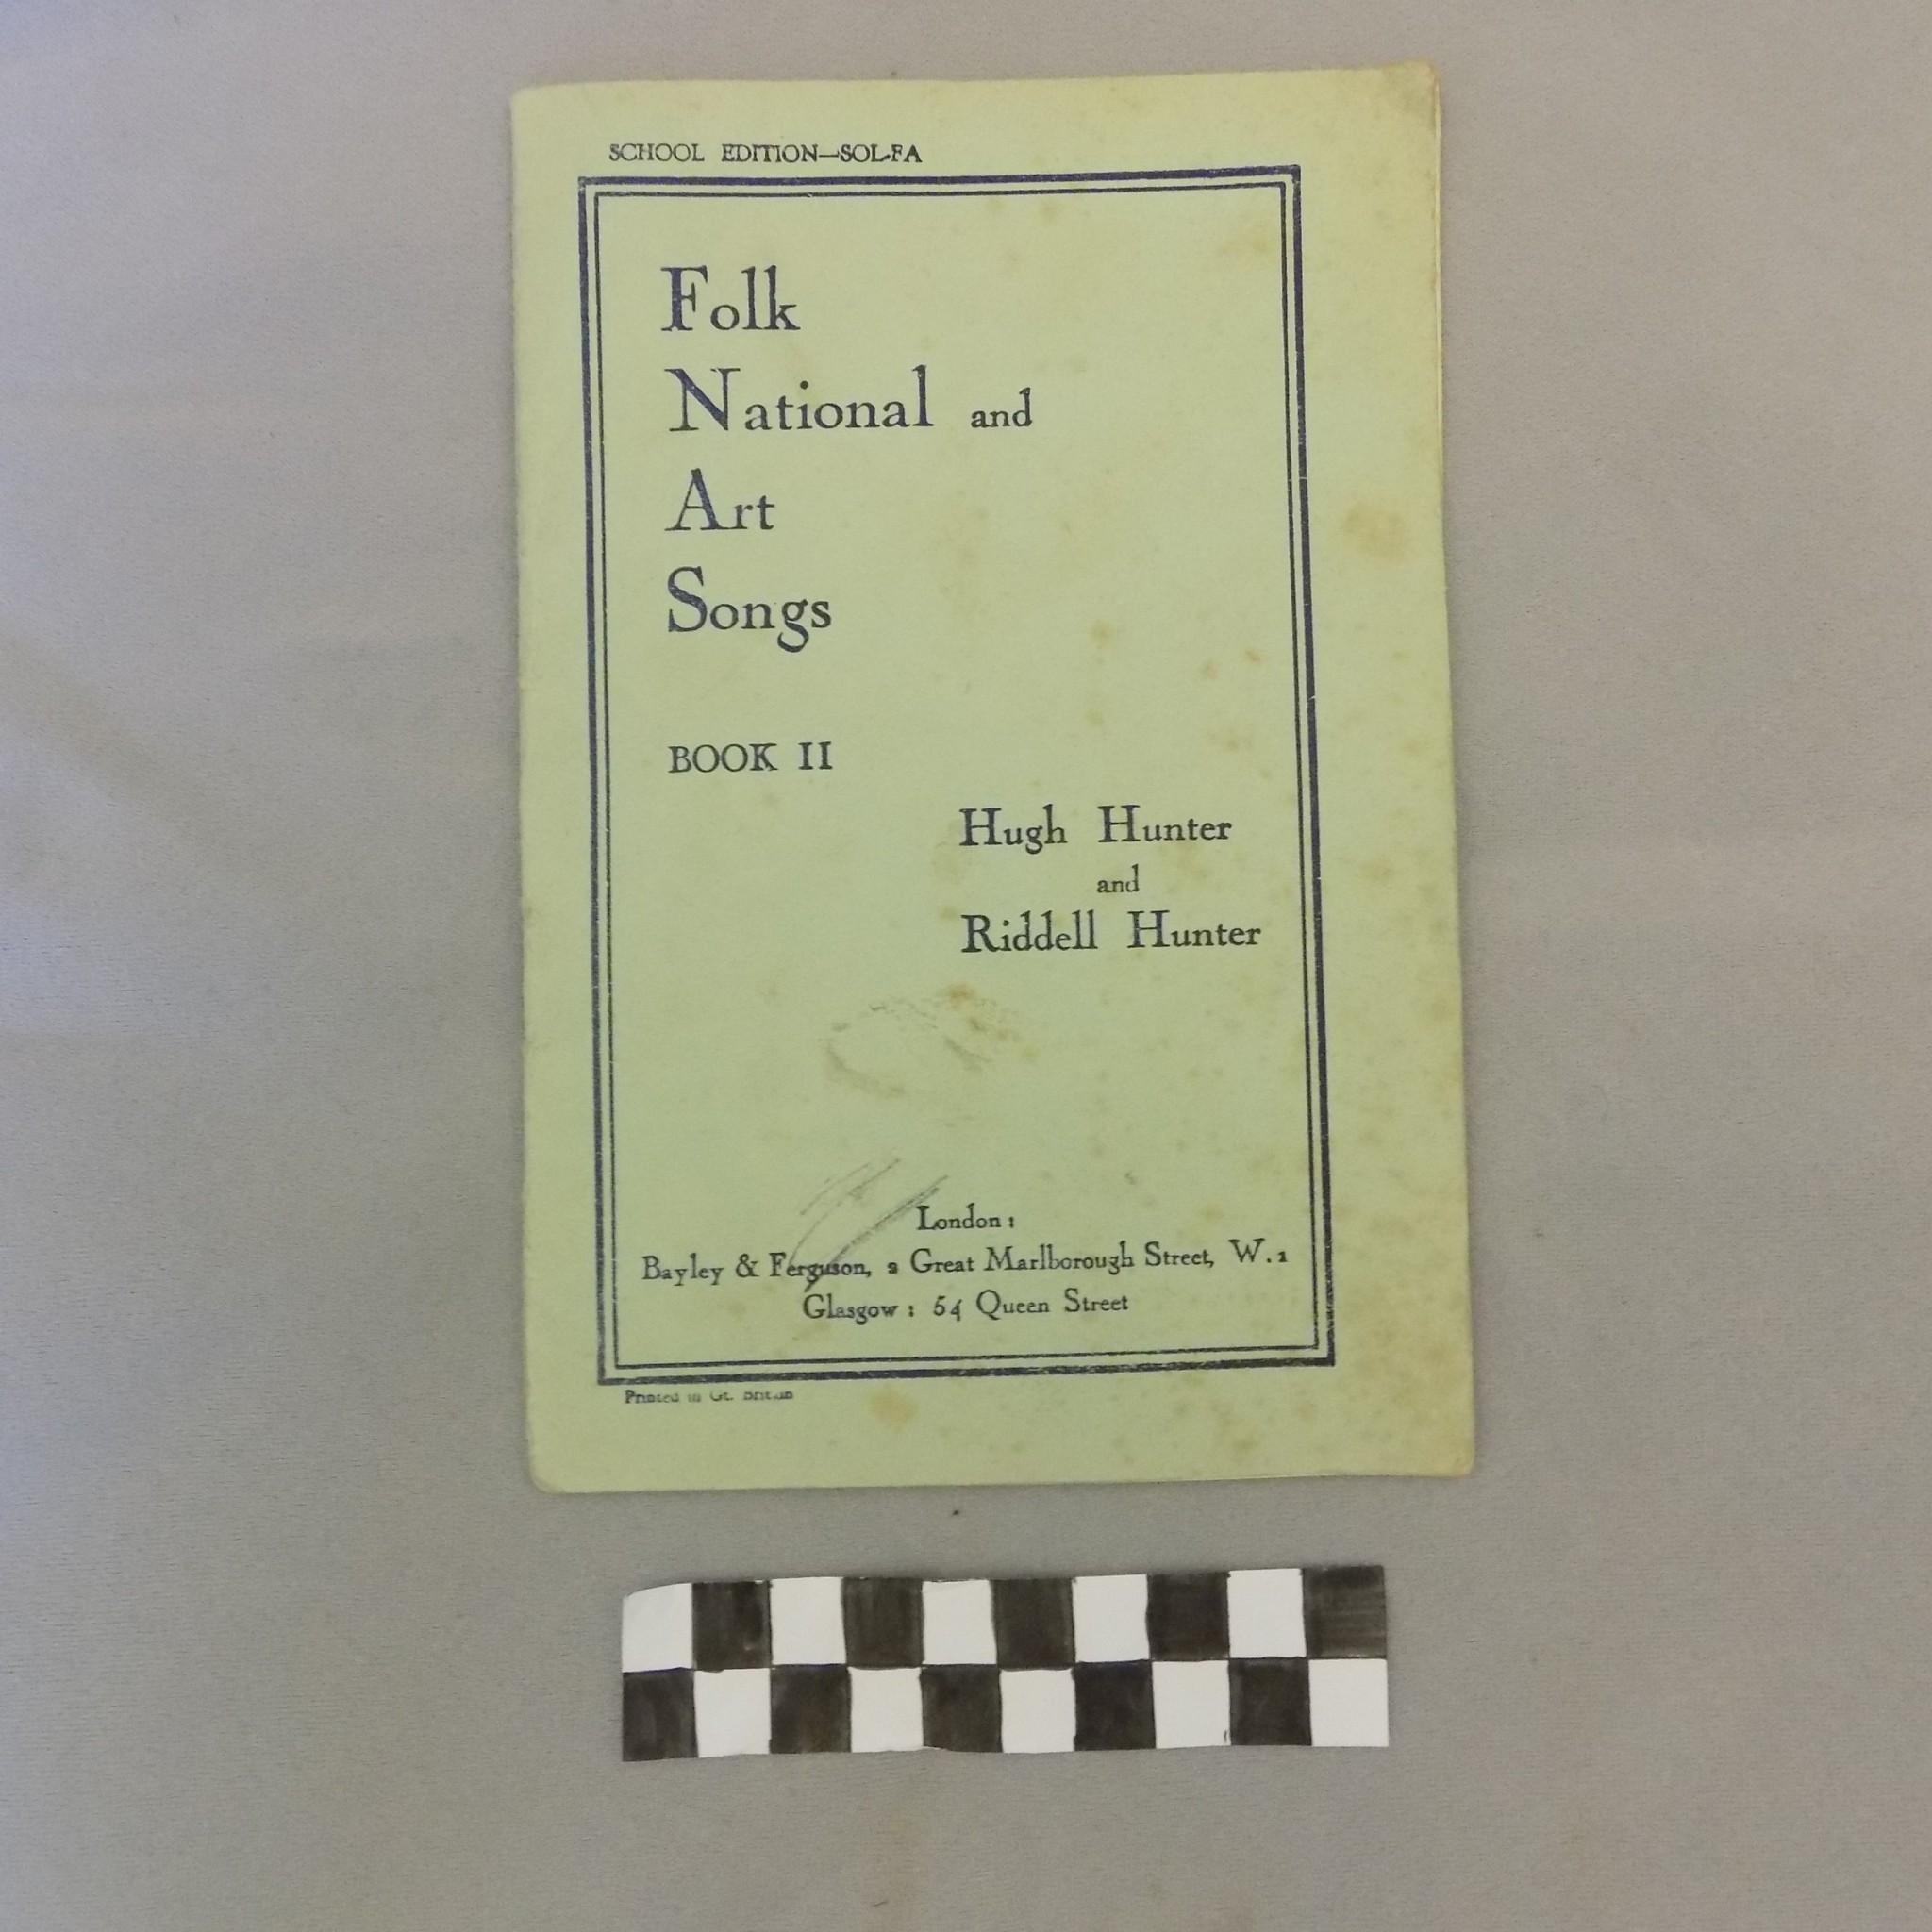 SCHOOL EDITION—SOL-FA
Folk
National and
Art
Songs
BOOK II
Hugh Hunter
and
Riddell Hunter
London:
Bayley & Ferguson, 2 Great Marlborough Street, W.1
Glasgow: 54 Queen Street
Printed in Gt. Britain